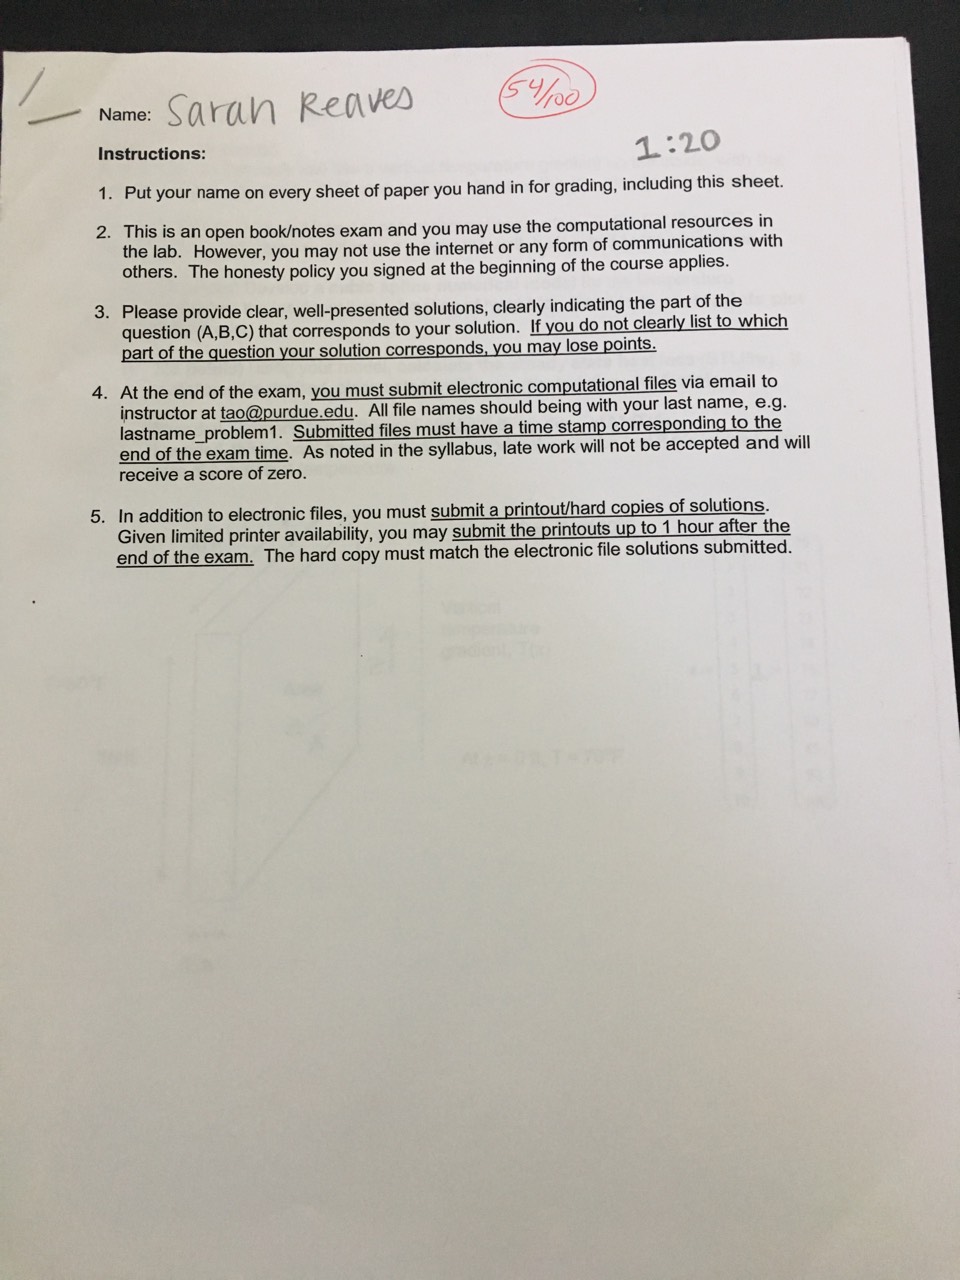 Name: Sarah Reaves
54/100
1:20
Instructions:
1. Put your name on every sheet of paper you hand in for grading, including this sheet.
2. This is an open book/notes exam and you may use the computational resources in
the lab. However, you may not use the internet or any form of communications with
others. The honesty policy you signed at the beginning of the course applies.
3. Please provide clear, well-presented solutions, clearly indicating the part of the
question (A,B,C) that corresponds to your solution. If you do not clearly list to which
part of the question your solution corresponds, you may lose points.
4. At the end of the exam, you must submit electronic computational files via email to
instructor at tao@purdue.edu. All file names should being with your last name, e.g.
lastname_problem1. Submitted files must have a time stamp corresponding to the
end of the exam time. As noted in the syllabus, late work will not be accepted and will
receive a score of zero.
5. In addition to electronic files, you must submit a printout/hard copies of solutions.
Given limited printer availability, you may submit the printouts up to 1 hour after the
end of the exam. The hard copy must match the electronic file solutions submitted.